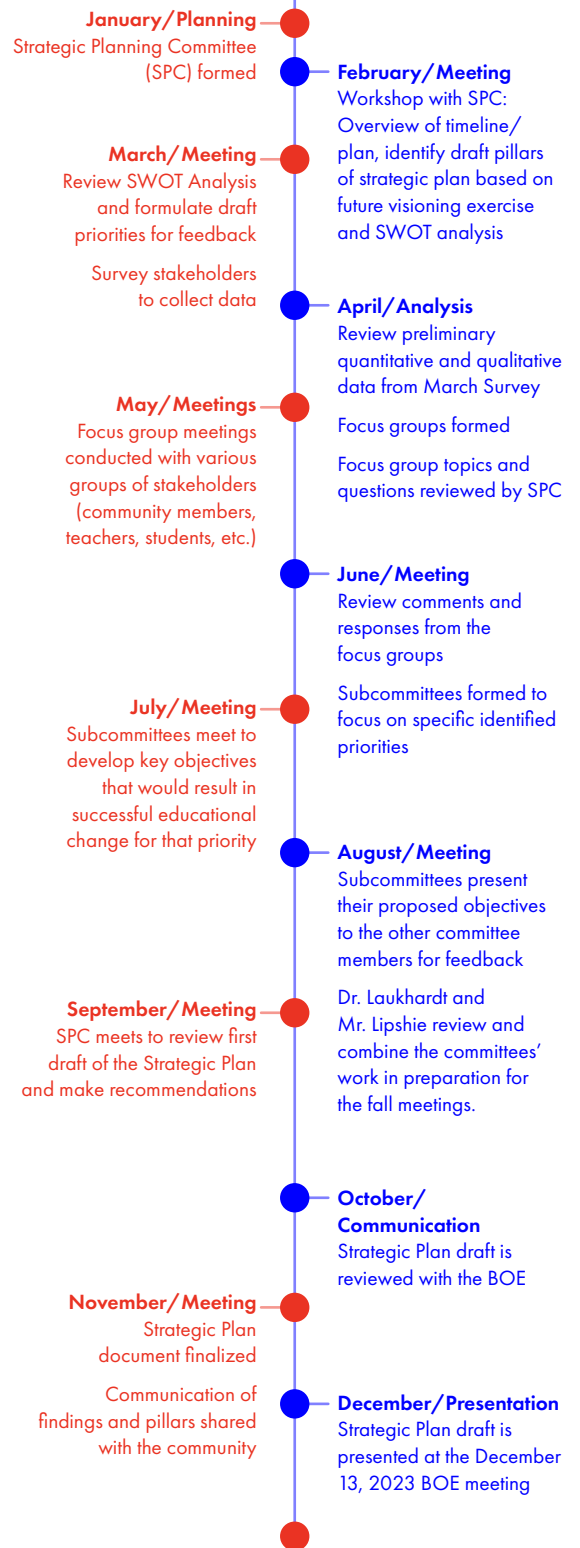 January/Planning
Strategic Planning Committee
(SPC) formed
February/Meeting
Workshop with SPC:
Overview of timeline/
plan, identify draft pillars
of strategic plan based on
future visioning exercise
and SWOT analysis
March/Meeting
Review SWOT Analysis
and formulate draft
priorities for feedback
Survey stakeholders
to collect data
April/Analysis
Review preliminary
quantitative and qualitative
data from March Survey
Focus groups formed
Focus group topics and
questions reviewed by SPC
May/Meetings
Focus group meetings
conducted with various
groups of stakeholders
(community members,
teachers, students, etc.)
June/Meeting
Review comments and
responses from the
focus groups
Subcommittees formed to
focus on specific identified
priorities
July/Meeting
Subcommittees meet to
develop key objectives
that would result in
successful educational
change for that priority
August/Meeting
Subcommittees present
their proposed objectives
to the other committee
members for feedback
Dr. Laukhardt and
Mr. Lipshie review and
combine the committees’
work in preparation for
the fall meetings.
September/Meeting
SPC meets to review first
draft of the Strategic Plan
and make recommendations
October/
Communication
Strategic Plan draft is
reviewed with the BOE
November/Meeting
Strategic Plan
document finalized
Communication of
findings and pillars shared
with the community
December/Presentation
Strategic Plan draft is
presented at the December
13, 2023 BOE meeting